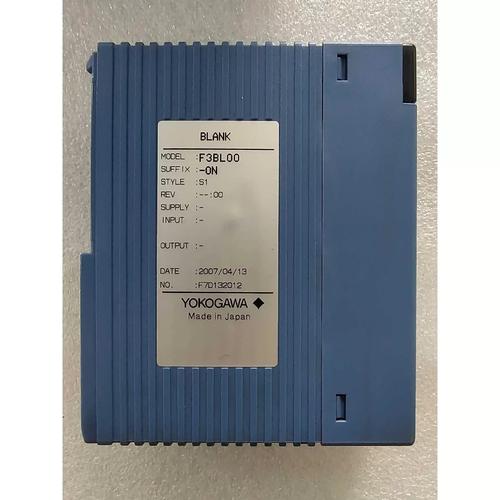 BLANK
MODEL :F3BL00
SUFFIX :-0N
STYLE :S1
REV :--:00
SUPPLY :-
INPUT :-
OUTPUT :-
DATE :2007/04/13
NO. :F7D132012
YOKOGAWA
Made in Japan